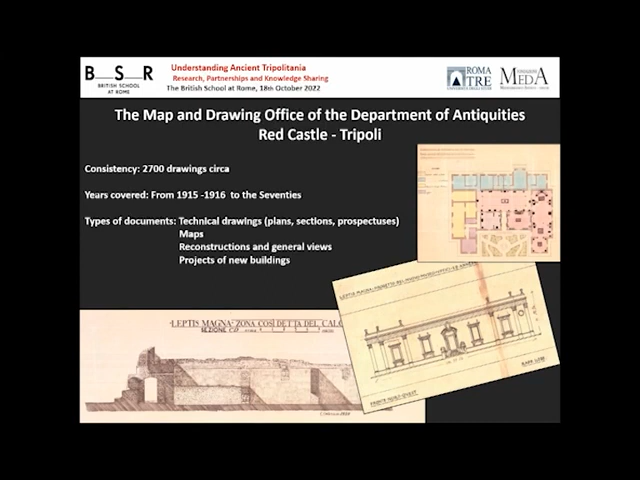 B S R
BRITISH SCHOOL
AT ROME
Understanding Ancient Tripolitania
Research, Partnerships and Knowledge Sharing
The British School at Rome, 18th October 2022
ROMA
TRE
MEDA
The Map and Drawing Office of the Department of Antiquities
Red Castle - Tripoli
Consistency: 2700 drawings circa
Years covered: From 1915 -1916 to the Seventies
Types of documents: Technical drawings (plans, sections, prospectuses)
Maps
Reconstructions and general views
Projects of new buildings
LEPTIS MAGNA
LEPTIS MAGNA· ZONA COSIDETTA DEL CALC
SEZIONE